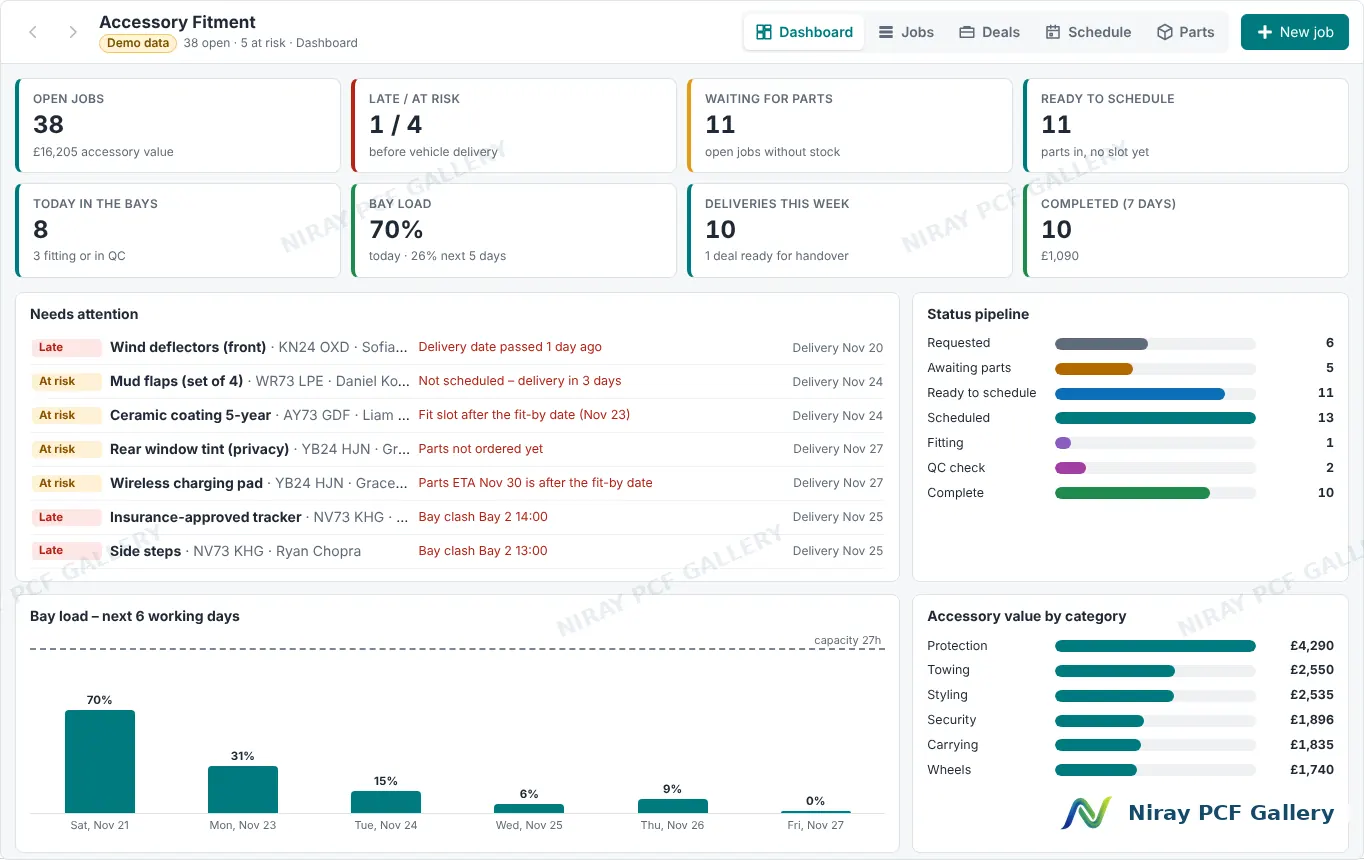 Accessory Fitment
Demo data 38 open · 5 at risk · Dashboard
Dashboard Jobs Deals Schedule Parts + New job
OPEN JOBS
38
£16,205 accessory value
LATE / AT RISK
1 / 4
before vehicle delivery
WAITING FOR PARTS
11
open jobs without stock
READY TO SCHEDULE
11
parts in, no slot yet
TODAY IN THE BAYS
8
3 fitting or in QC
BAY LOAD
70%
today · 26% next 5 days
DELIVERIES THIS WEEK
10
1 deal ready for handover
COMPLETED (7 DAYS)
10
£1,090
Needs attention
Late Wind deflectors (front) · KN24 OXD · Sofia... Delivery date passed 1 day ago Delivery Nov 20
At risk Mud flaps (set of 4) · WR73 LPE · Daniel Ko... Not scheduled – delivery in 3 days Delivery Nov 24
At risk Ceramic coating 5-year · AY73 GDF · Liam ... Fit slot after the fit-by date (Nov 23) Delivery Nov 24
At risk Rear window tint (privacy) · YB24 HJN · Gr... Parts not ordered yet Delivery Nov 27
At risk Wireless charging pad · YB24 HJN · Grace... Parts ETA Nov 30 is after the fit-by date Delivery Nov 27
Late Insurance-approved tracker · NV73 KHG · ... Bay clash Bay 2 14:00 Delivery Nov 25
Late Side steps · NV73 KHG · Ryan Chopra Bay clash Bay 2 13:00 Delivery Nov 25
Status pipeline
Requested 6
Awaiting parts 5
Ready to schedule 11
Scheduled 13
Fitting 1
QC check 2
Complete 10
Bay load – next 6 working days
capacity 27h
70% 31% 15% 6% 9% 0%
Sat, Nov 21 Mon, Nov 23 Tue, Nov 24 Wed, Nov 25 Thu, Nov 26 Fri, Nov 27
Accessory value by category
Protection £4,290
Towing £2,550
Styling £2,535
Security £1,896
Carrying £1,835
Wheels £1,740
Niray PCF Gallery
NIRAY PCF GALLERY
NIRAY PCF GALLERY
PCF GALLERY
NIRAY PCF GALLERY
NIRAY PCF GALL